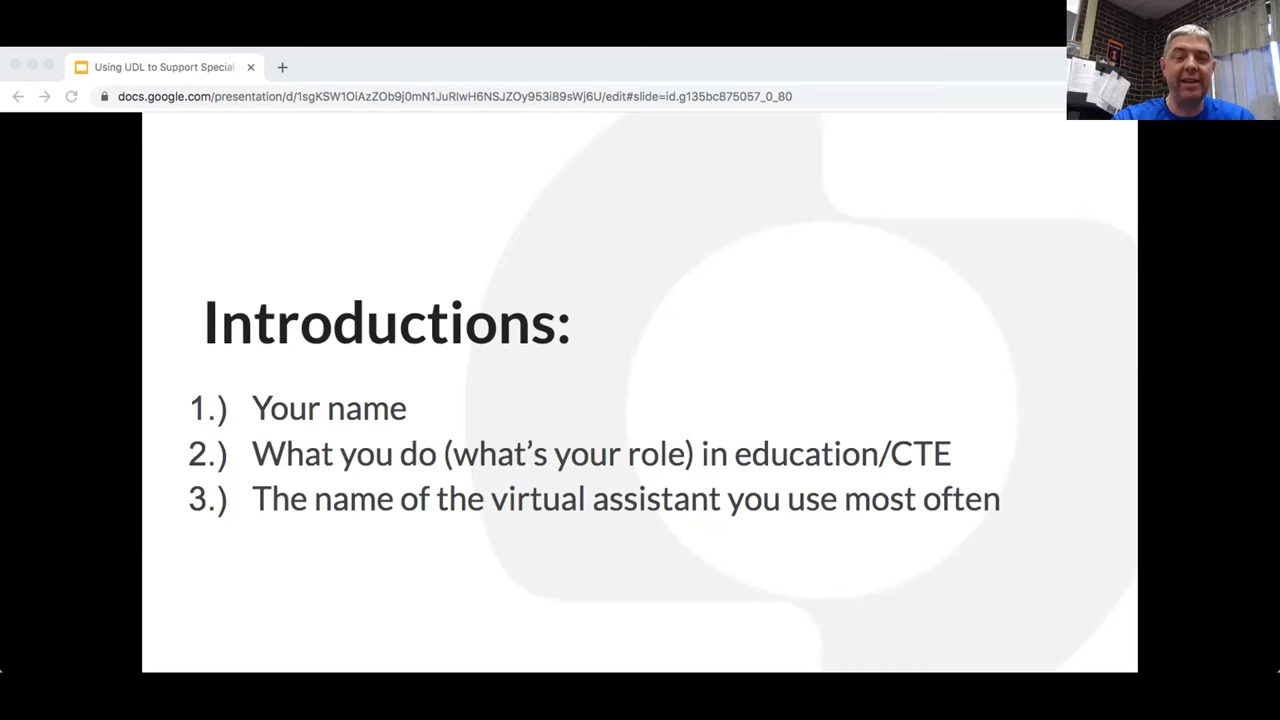 Using UDL to Support Special
docs.google.com/presentation/d/1sgKSW1OiAzZOb9j0mN1JuRlwH6NSJZOy953i89sWj6U/edit#slide=id.g135bc875057_0_80
Introductions:
1.) Your name
2.) What you do (what's your role) in education/CTE
3.) The name of the virtual assistant you use most often